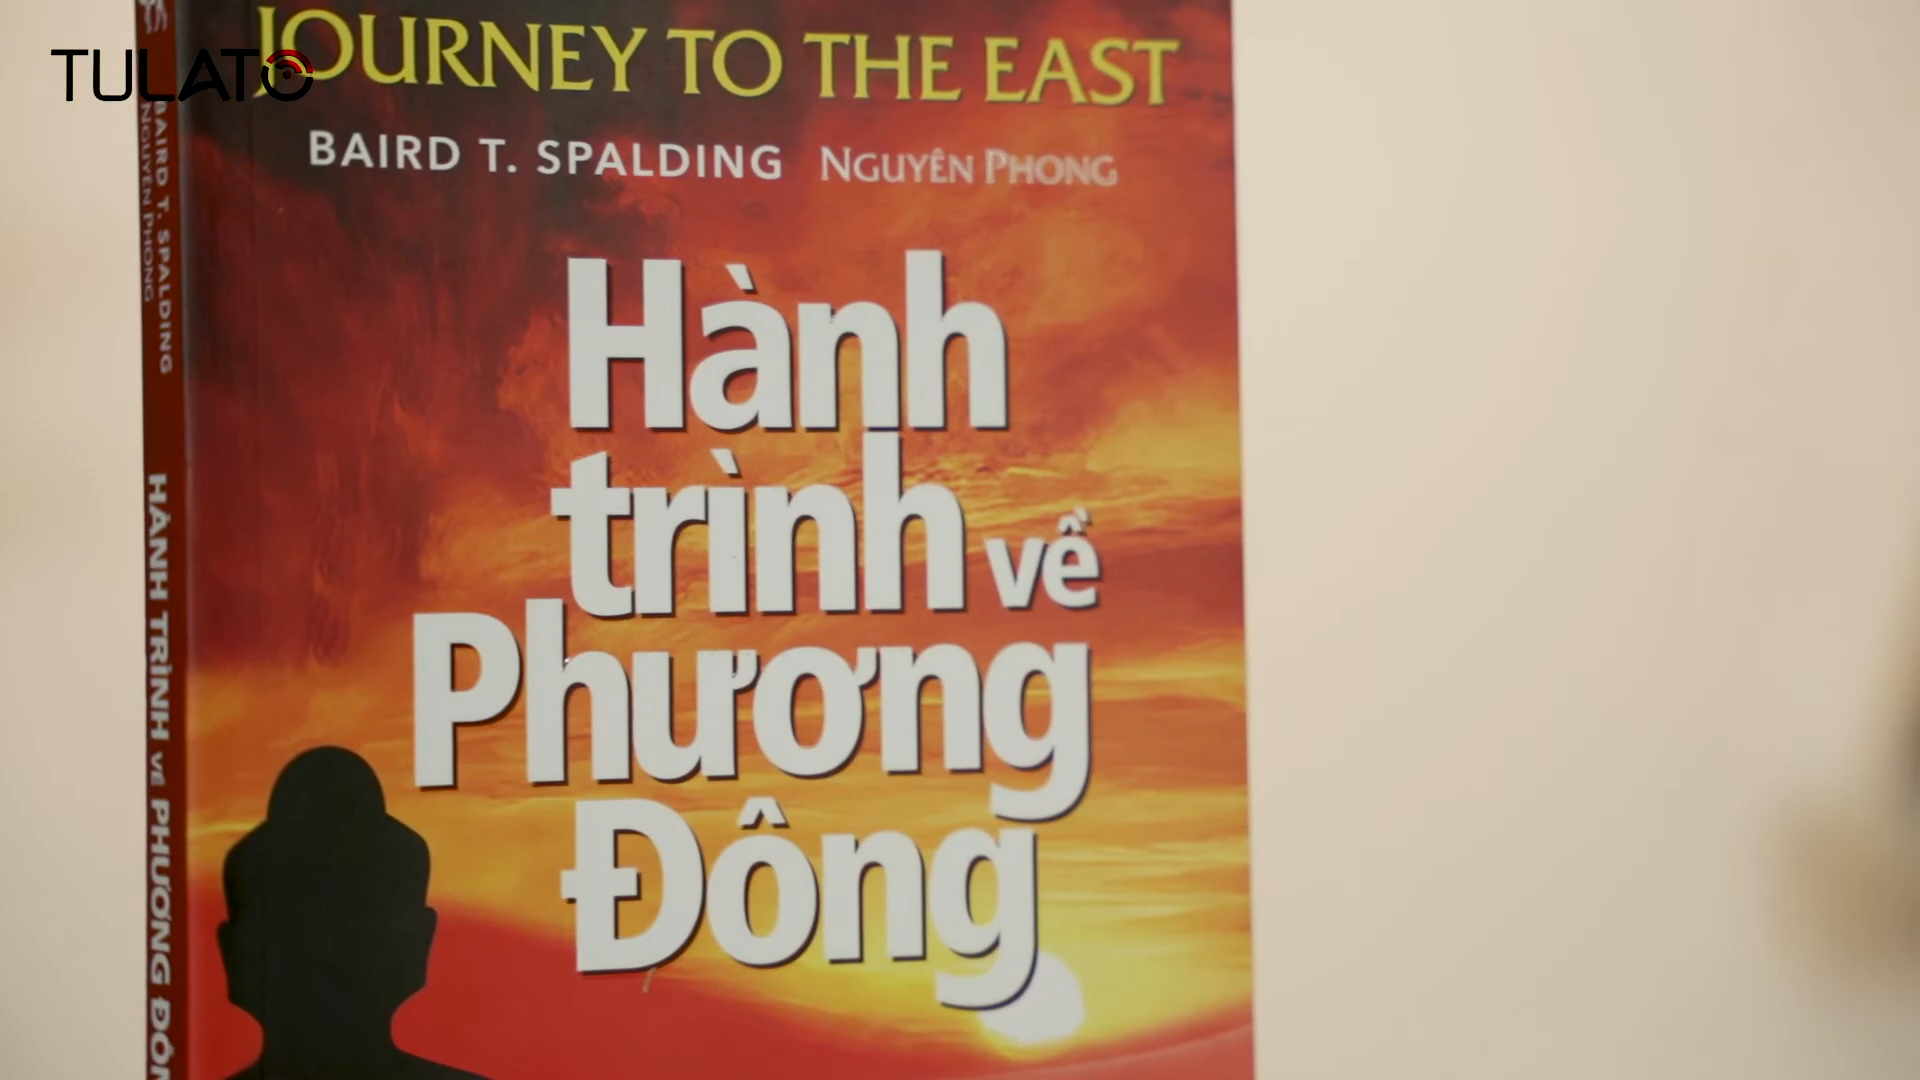 TULATO
JOURNEY TO THE EAST
BAIRD T. SPALDING NGUYÊN PHONG
Hành
trình về
Phương
Đông
BAIRD T. SPALDING
NGUYÊN PHONG
HÀNH TRÌNH VỀ PHƯƠNG ĐÔN